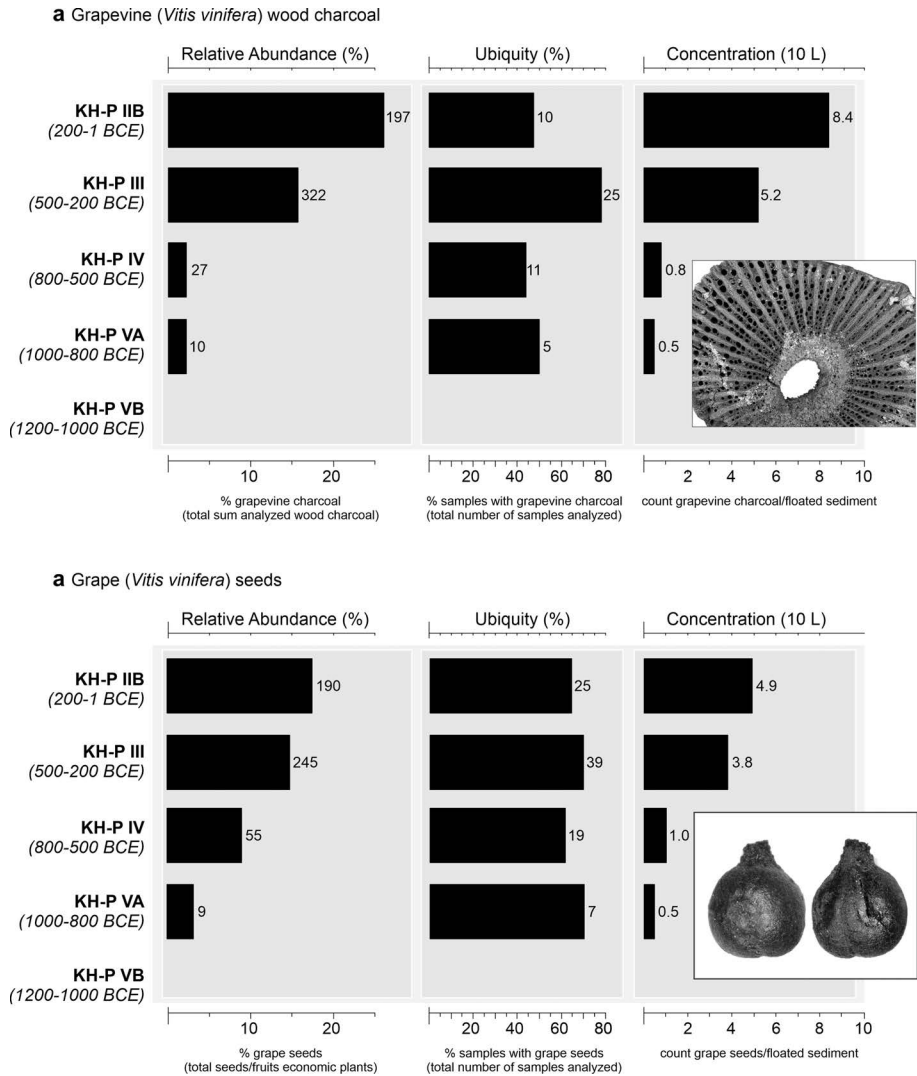 a Grapevine (Vitis vinifera) wood charcoal
Relative Abundance (%)
Ubiquity (%)
Concentration (10 L)
KH-P IIB
(200-1 BCE)
197
10
8.4
KH-P III
(500-200 BCE)
322
25
5.2
KH-P IV
(800-500 BCE)
27
11
0.8
KH-P VA
(1000-800 BCE)
10
5
0.5
KH-P VB
(1200-1000 BCE)
10 20
20 40 60 80
2 4 6 8 10
% grapevine charcoal
(total sum analyzed wood charcoal)
% samples with grapevine charcoal
(total number of samples analyzed)
count grapevine charcoal/floated sediment
a Grape (Vitis vinifera) seeds
Relative Abundance (%)
Ubiquity (%)
Concentration (10 L)
KH-P IIB
(200-1 BCE)
190
25
4.9
KH-P III
(500-200 BCE)
245
39
3.8
KH-P IV
(800-500 BCE)
55
19
1.0
KH-P VA
(1000-800 BCE)
9
7
0.5
KH-P VB
(1200-1000 BCE)
10 20
20 40 60 80
2 4 6 8 10
% grape seeds
(total seeds/fruits economic plants)
% samples with grape seeds
(total number of samples analyzed)
count grape seeds/floated sediment